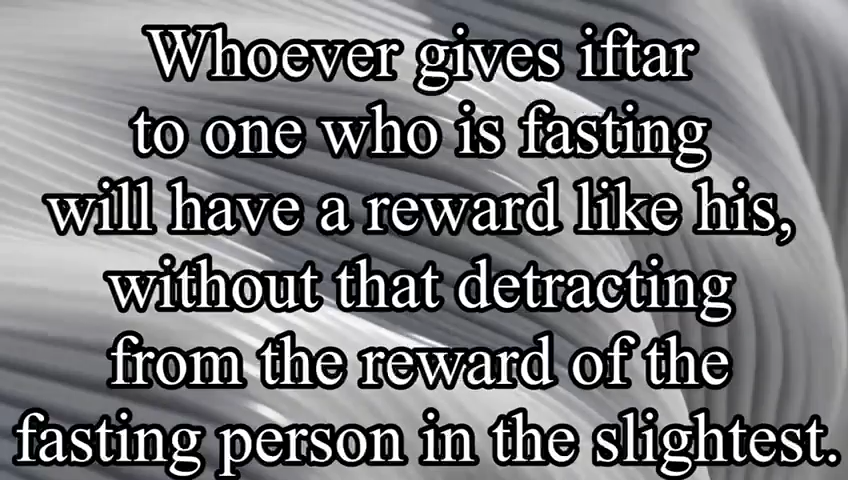 Whoever gives iftar
to one who is fasting
will have a reward like his,
without that detracting
from the reward of the
fasting person in the slightest.